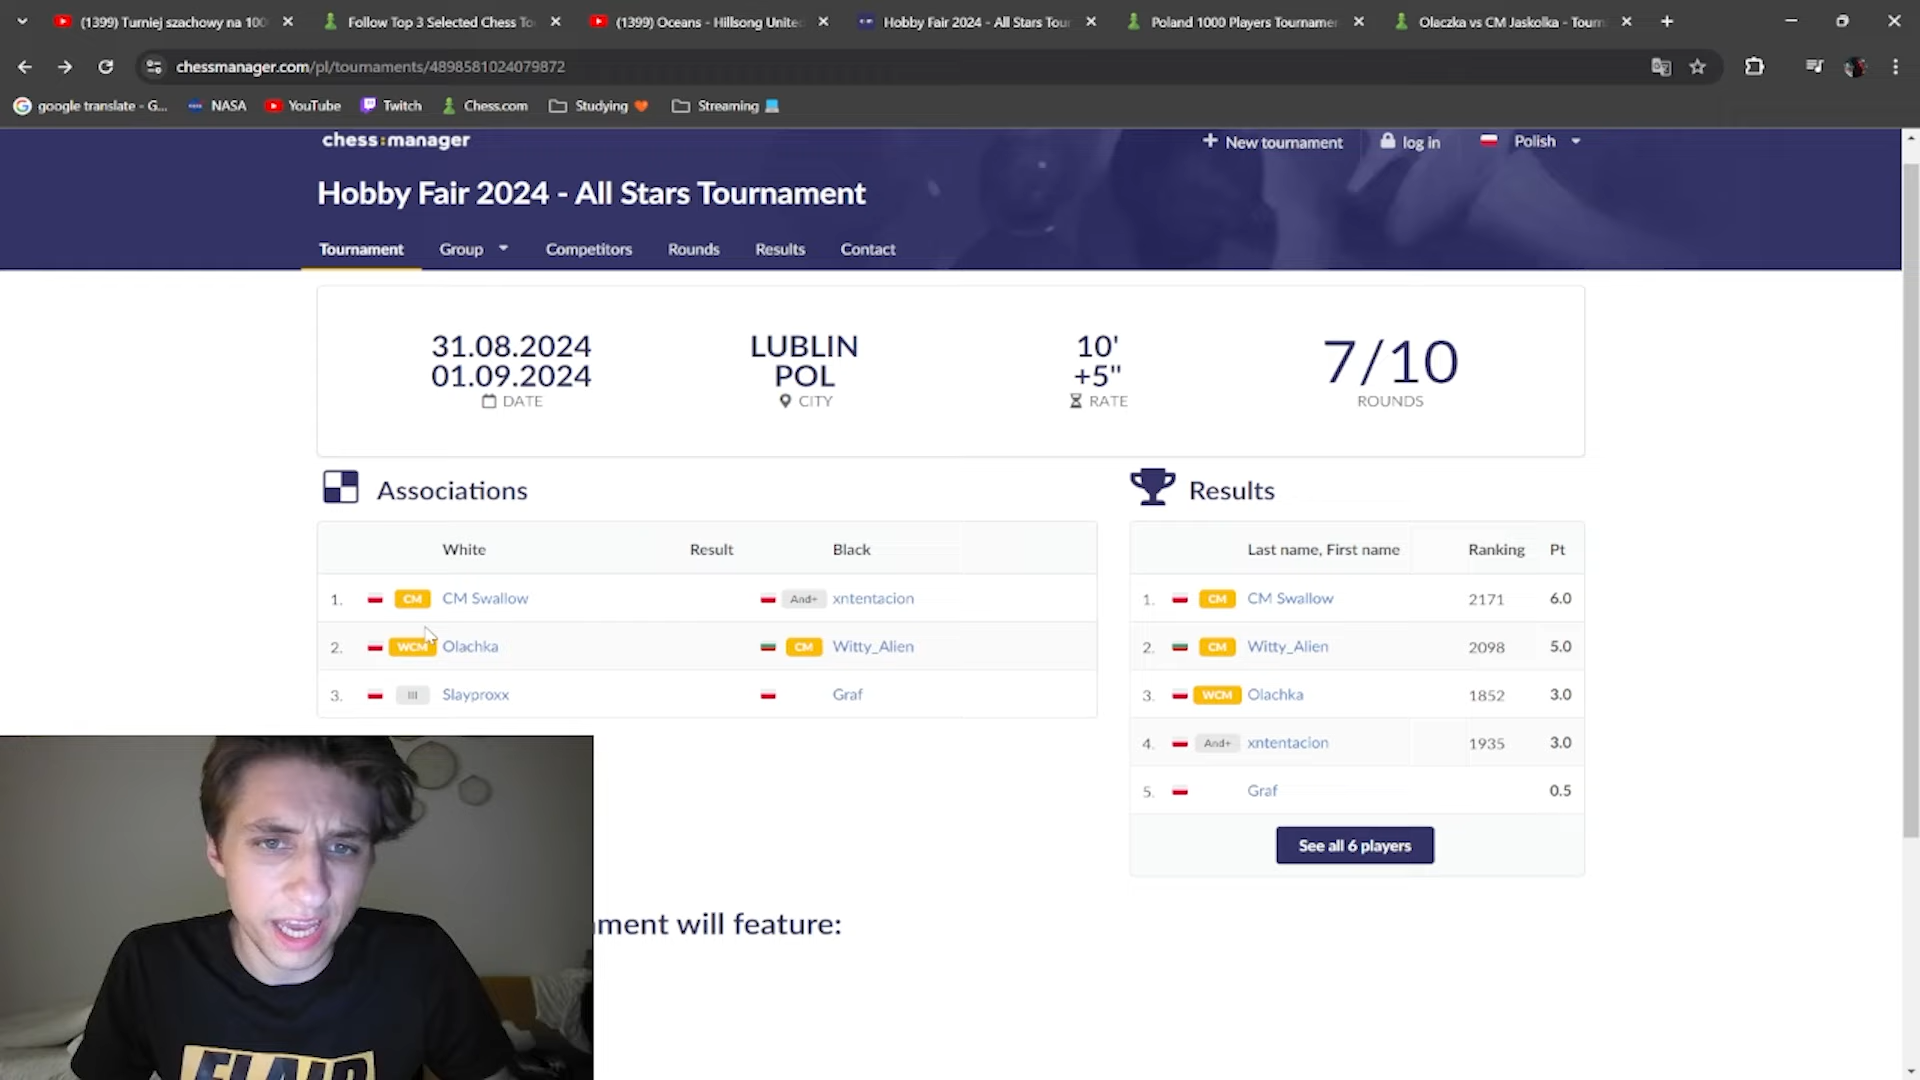 (1399) Turniej szachowy na 100
Follow Top 3 Selected Chess To
(1399) Oceans - Hillsong United
Hobby Fair 2024 - All Stars Tour
Poland 1000 Players Tournamen
Olaczka vs CM Jaskolka - Tourn
chessmanager.com/pl/tournaments/4898581024079872
google translate - G...
NASA
YouTube
Twitch
Chess.com
Studying
Streaming
chess:manager
+ New tournament
log in
Polish
Hobby Fair 2024 - All Stars Tournament
Tournament
Group
Competitors
Rounds
Results
Contact
31.08.2024
01.09.2024
DATE
LUBLIN
POL
CITY
10'
+5"
RATE
7/10
ROUNDS
Associations
White Result Black
1. CM CM Swallow And+ xntentacion
2. WCM Olachka CM Witty_Alien
3. III Slayproxx Graf
Results
Last name, First name Ranking Pt
1. CM CM Swallow 2171 6.0
2. CM Witty_Alien 2098 5.0
3. WCM Olachka 1852 3.0
4. And+ xntentacion 1935 3.0
5. Graf 0.5
See all 6 players
ment will feature:
FLAIR